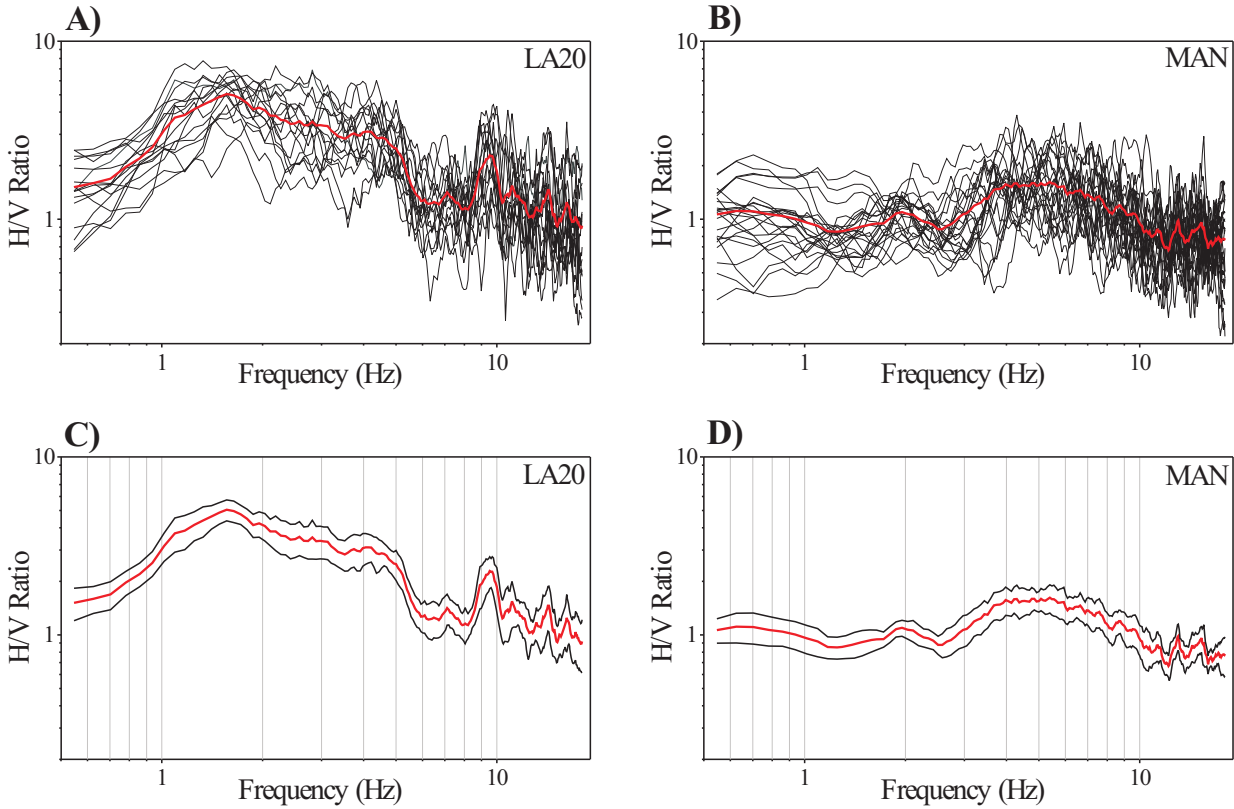 A)
10
LA20
H/V Ratio
1
1
10
Frequency (Hz)
B)
10
MAN
H/V Ratio
1
1
10
Frequency (Hz)
C)
10
LA20
H/V Ratio
1
1
10
Frequency (Hz)
D)
10
MAN
H/V Ratio
1
1
10
Frequency (Hz)